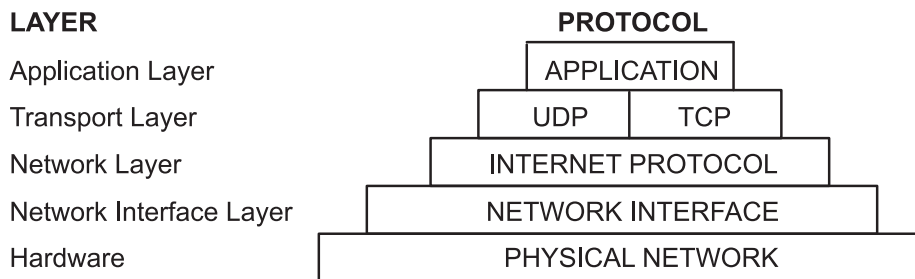 LAYER PROTOCOL
Application Layer APPLICATION
Transport Layer UDP TCP
Network Layer INTERNET PROTOCOL
Network Interface Layer NETWORK INTERFACE
Hardware PHYSICAL NETWORK